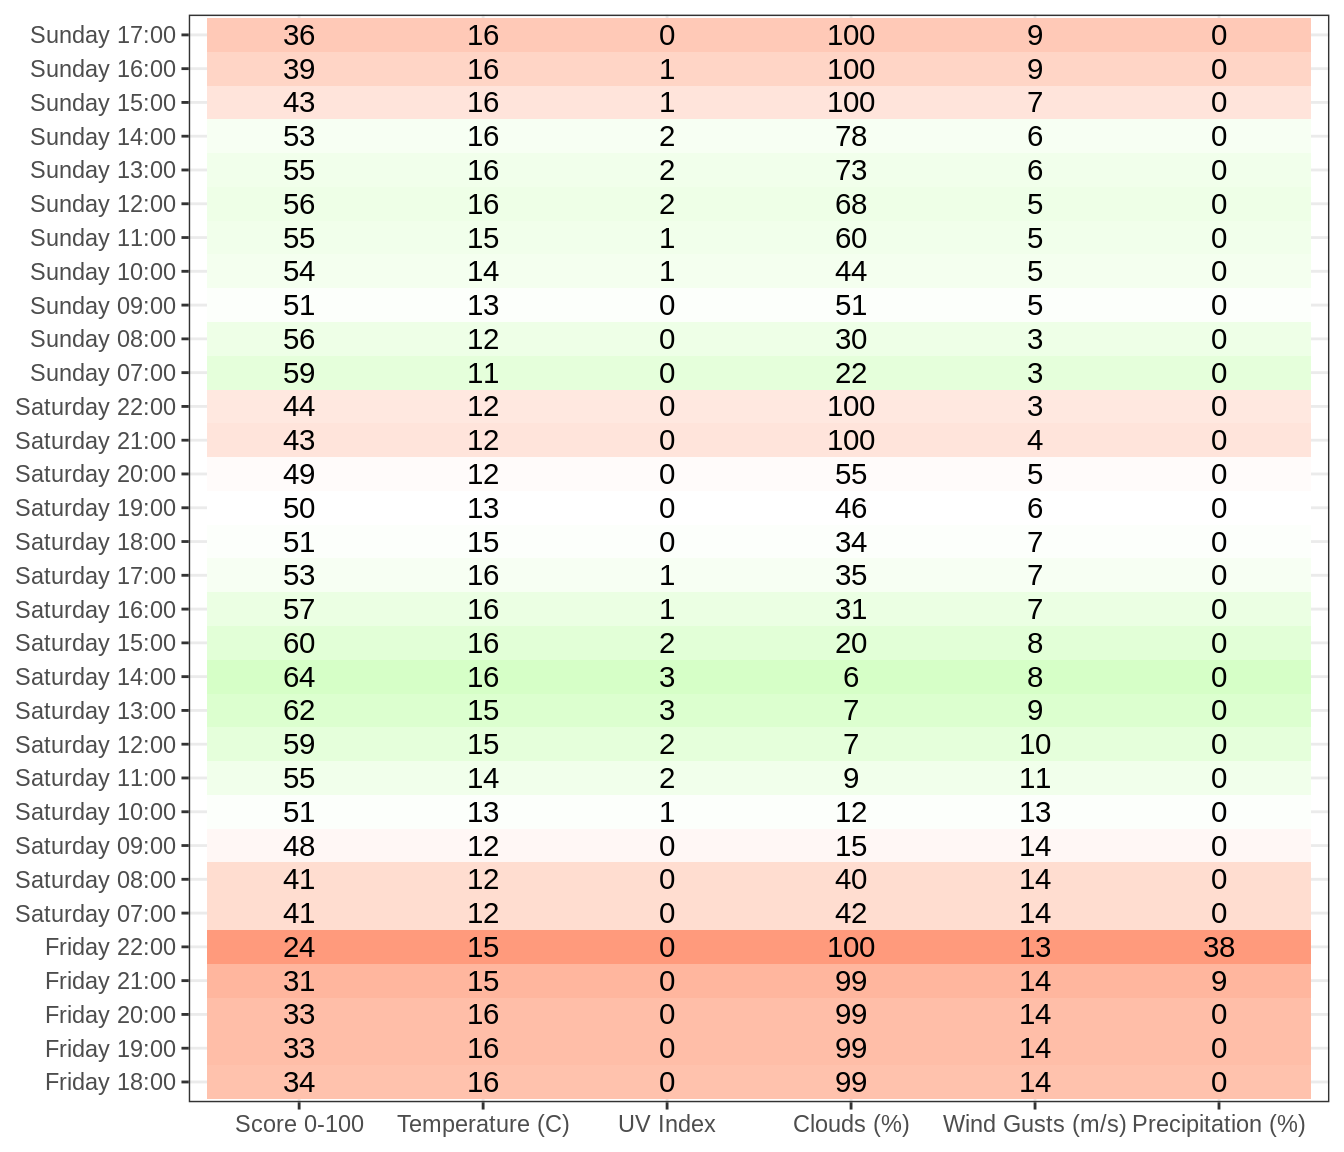 Sunday 17:00 36 16 0 100 9 0
Sunday 16:00 39 16 1 100 9 0
Sunday 15:00 43 16 1 100 7 0
Sunday 14:00 53 16 2 78 6 0
Sunday 13:00 55 16 2 73 6 0
Sunday 12:00 56 16 2 68 5 0
Sunday 11:00 55 15 1 60 5 0
Sunday 10:00 54 14 1 44 5 0
Sunday 09:00 51 13 0 51 5 0
Sunday 08:00 56 12 0 30 3 0
Sunday 07:00 59 11 0 22 3 0
Saturday 22:00 44 12 0 100 3 0
Saturday 21:00 43 12 0 100 4 0
Saturday 20:00 49 12 0 55 5 0
Saturday 19:00 50 13 0 46 6 0
Saturday 18:00 51 15 0 34 7 0
Saturday 17:00 53 16 1 35 7 0
Saturday 16:00 57 16 1 31 7 0
Saturday 15:00 60 16 2 20 8 0
Saturday 14:00 64 16 3 6 8 0
Saturday 13:00 62 15 3 7 9 0
Saturday 12:00 59 15 2 7 10 0
Saturday 11:00 55 14 2 9 11 0
Saturday 10:00 51 13 1 12 13 0
Saturday 09:00 48 12 0 15 14 0
Saturday 08:00 41 12 0 40 14 0
Saturday 07:00 41 12 0 42 14 0
Friday 22:00 24 15 0 100 13 38
Friday 21:00 31 15 0 99 14 9
Friday 20:00 33 16 0 99 14 0
Friday 19:00 33 16 0 99 14 0
Friday 18:00 34 16 0 99 14 0
Score 0-100 Temperature (C) UV Index Clouds (%) Wind Gusts (m/s) Precipitation (%)